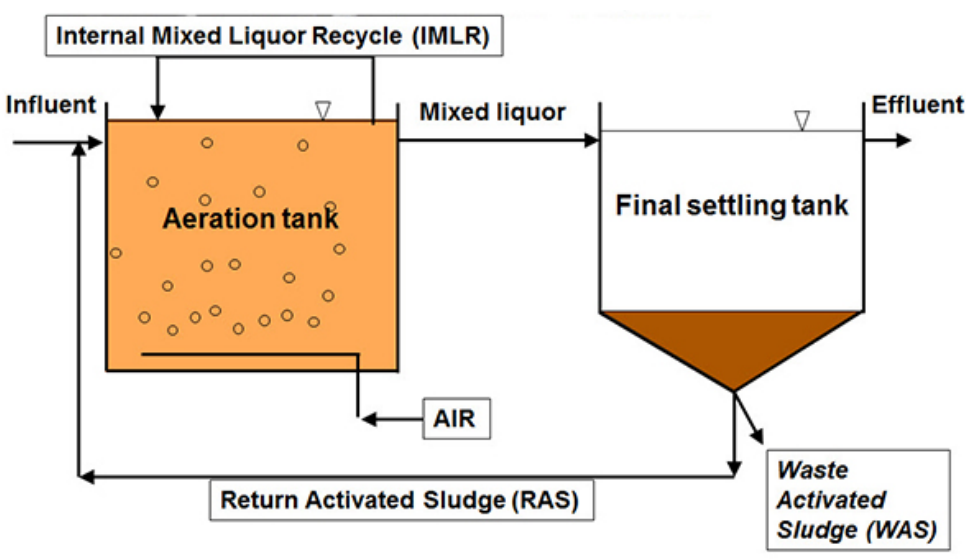 Internal Mixed Liquor Recycle (IMLR)
Influent
Mixed liquor
Effluent
Aeration tank
Final settling tank
AIR
Return Activated Sludge (RAS)
Waste
Activated
Sludge (WAS)